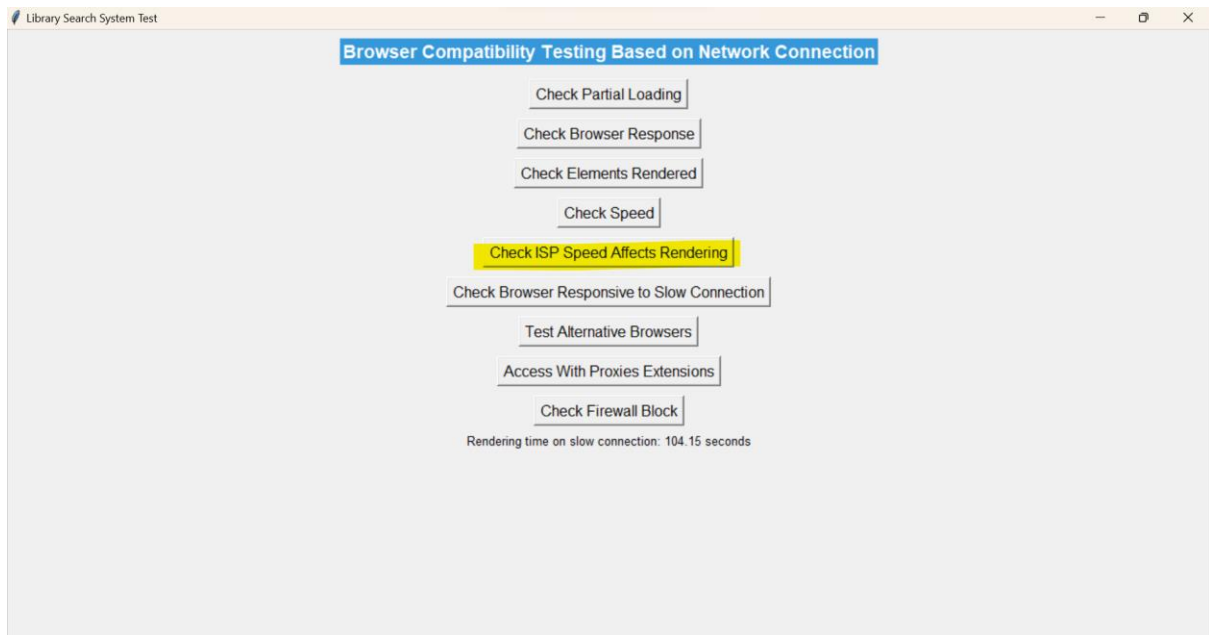 Library Search System Test
Browser Compatibility Testing Based on Network Connection
Check Partial Loading
Check Browser Response
Check Elements Rendered
Check Speed
Check ISP Speed Affects Rendering
Check Browser Responsive to Slow Connection
Test Alternative Browsers
Access With Proxies Extensions
Check Firewall Block
Rendering time on slow connection: 104.15 seconds